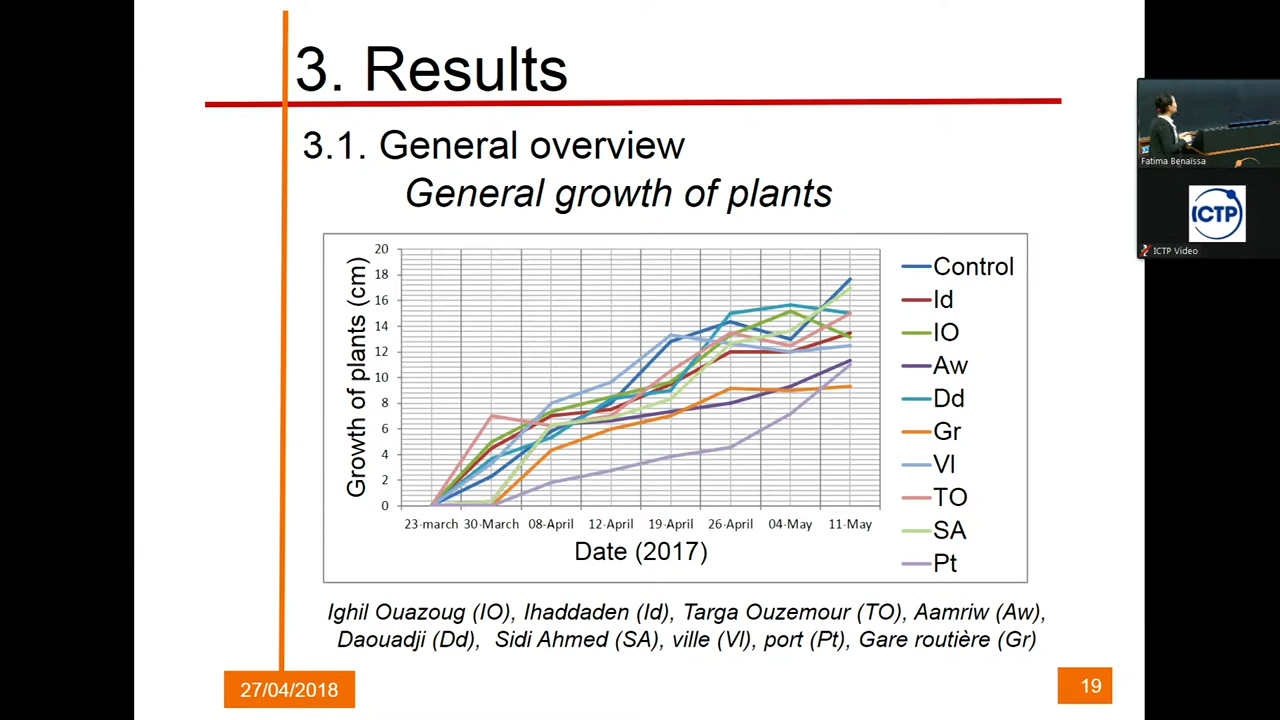 3. Results
3.1. General overview
General growth of plants
Growth of plants (cm)
20
18
16
14
12
10
8
6
4
2
0
23-march 30-March 08-April 12-April 19-April 26-April 04-May 11-May
Date (2017)
Control
Id
IO
Aw
Dd
Gr
Vl
TO
SA
Pt
Ighil Ouazoug (IO), Ihaddaden (Id), Targa Ouzemour (TO), Aamriw (Aw),
Daouadji (Dd), Sidi Ahmed (SA), ville (Vl), port (Pt), Gare routière (Gr)
27/04/2018
19
Fatima Benaissa
ICTP
ICTP Video